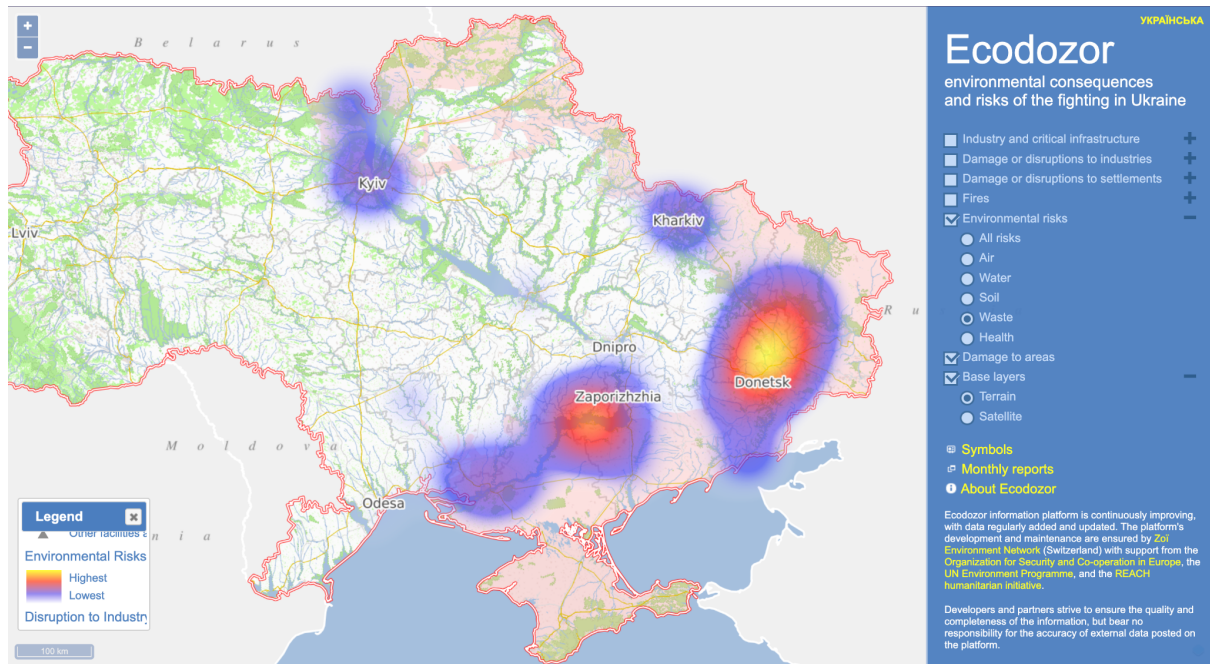 +
−
B e l a r u s
Kyiv
Kharkiv
Lviv
R u
Dnipro
Donetsk
Zaporizhzhia
M o l d o v a
Odesa
n i a
Legend
Other facilities
Environmental Risks
Highest
Lowest
Disruption to Industry
100 km
УКРАЇНСЬКА
Ecodozor
environmental consequences
and risks of the fighting in Ukraine
Industry and critical infrastructure +
Damage or disruptions to industries +
Damage or disruptions to settlements +
Fires +
Environmental risks −
All risks
Air
Water
Soil
Waste
Health
Damage to areas
Base layers −
Terrain
Satellite
Symbols
Monthly reports
About Ecodozor
Ecodozor information platform is continuously improving,
with data regularly added and updated. The platform's
development and maintenance are ensured by Zoï
Environment Network (Switzerland) with support from the
Organization for Security and Co-operation in Europe, the
UN Environment Programme, and the REACH
humanitarian initiative.
Developers and partners strive to ensure the quality and
completeness of the information, but bear no
responsibility for the accuracy of external data posted on
the platform.